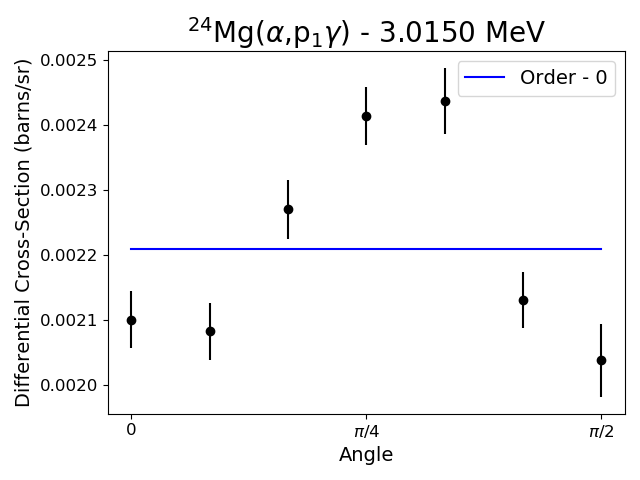 ²⁴Mg(α,p₁γ) - 3.0150 MeV
Order - 0
Differential Cross-Section (barns/sr)
0.0025
0.0024
0.0023
0.0022
0.0021
0.0020
0
π/4
π/2
Angle